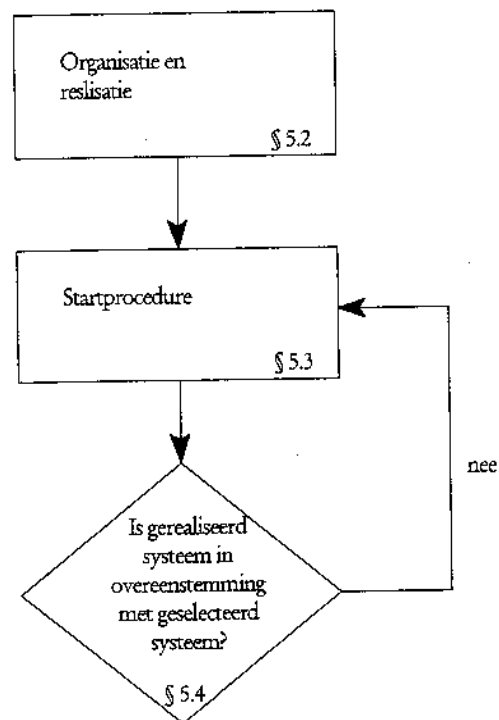 Organisatie en
reslisatie
§ 5.2
Startprocedure
§ 5.3
nee
Is gerealiseerd
systeem in
overeenstemming
met geselecteerd
systeem?
§ 5.4